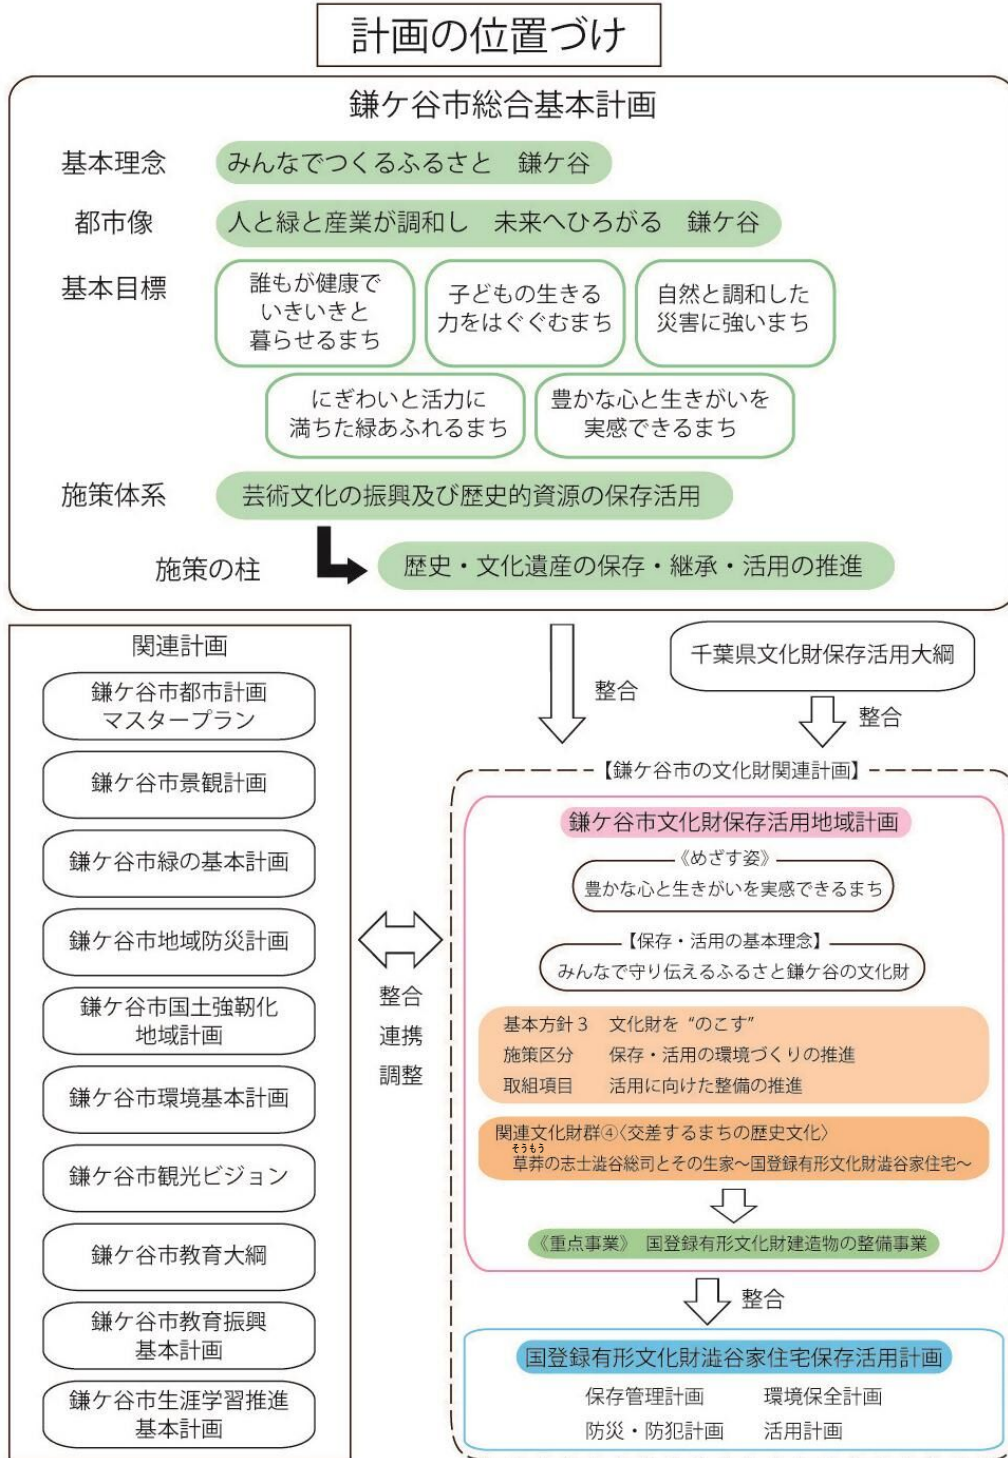 計画の位置づけ
鎌ケ谷市総合基本計画
基本理念 みんなでつくるふるさと 鎌ケ谷
都市像 人と緑と産業が調和し 未来へひろがる 鎌ケ谷
基本目標
誰もが健康で
いきいきと
暮らせるまち
子どもの生きる
力をはぐくむまち
自然と調和した
災害に強いまち
にぎわいと活力に
満ちた緑あふれるまち
豊かな心と生きがいを
実感できるまち
施策体系 芸術文化の振興及び歴史的資源の保存活用
施策の柱 歴史・文化遺産の保存・継承・活用の推進
関連計画
鎌ケ谷市都市計画
マスタープラン
鎌ケ谷市景観計画
鎌ケ谷市緑の基本計画
鎌ケ谷市地域防災計画
鎌ケ谷市国土強靭化
地域計画
鎌ケ谷市環境基本計画
鎌ケ谷市観光ビジョン
鎌ケ谷市教育大綱
鎌ケ谷市教育振興
基本計画
鎌ケ谷市生涯学習推進
基本計画
整合
連携
調整
整合
千葉県文化財保存活用大綱
整合
【鎌ケ谷市の文化財関連計画】
鎌ケ谷市文化財保存活用地域計画
《めざす姿》
豊かな心と生きがいを実感できるまち
【保存・活用の基本理念】
みんなで守り伝えるふるさと鎌ケ谷の文化財
基本方針3 文化財を“のこす”
施策区分 保存・活用の環境づくりの推進
取組項目 活用に向けた整備の推進
関連文化財群④〈交差するまちの歴史文化〉
そうもう
草莽の志士澁谷総司とその生家～国登録有形文化財澁谷家住宅～
《重点事業》 国登録有形文化財建造物の整備事業
整合
国登録有形文化財澁谷家住宅保存活用計画
保存管理計画 環境保全計画
防災・防犯計画 活用計画